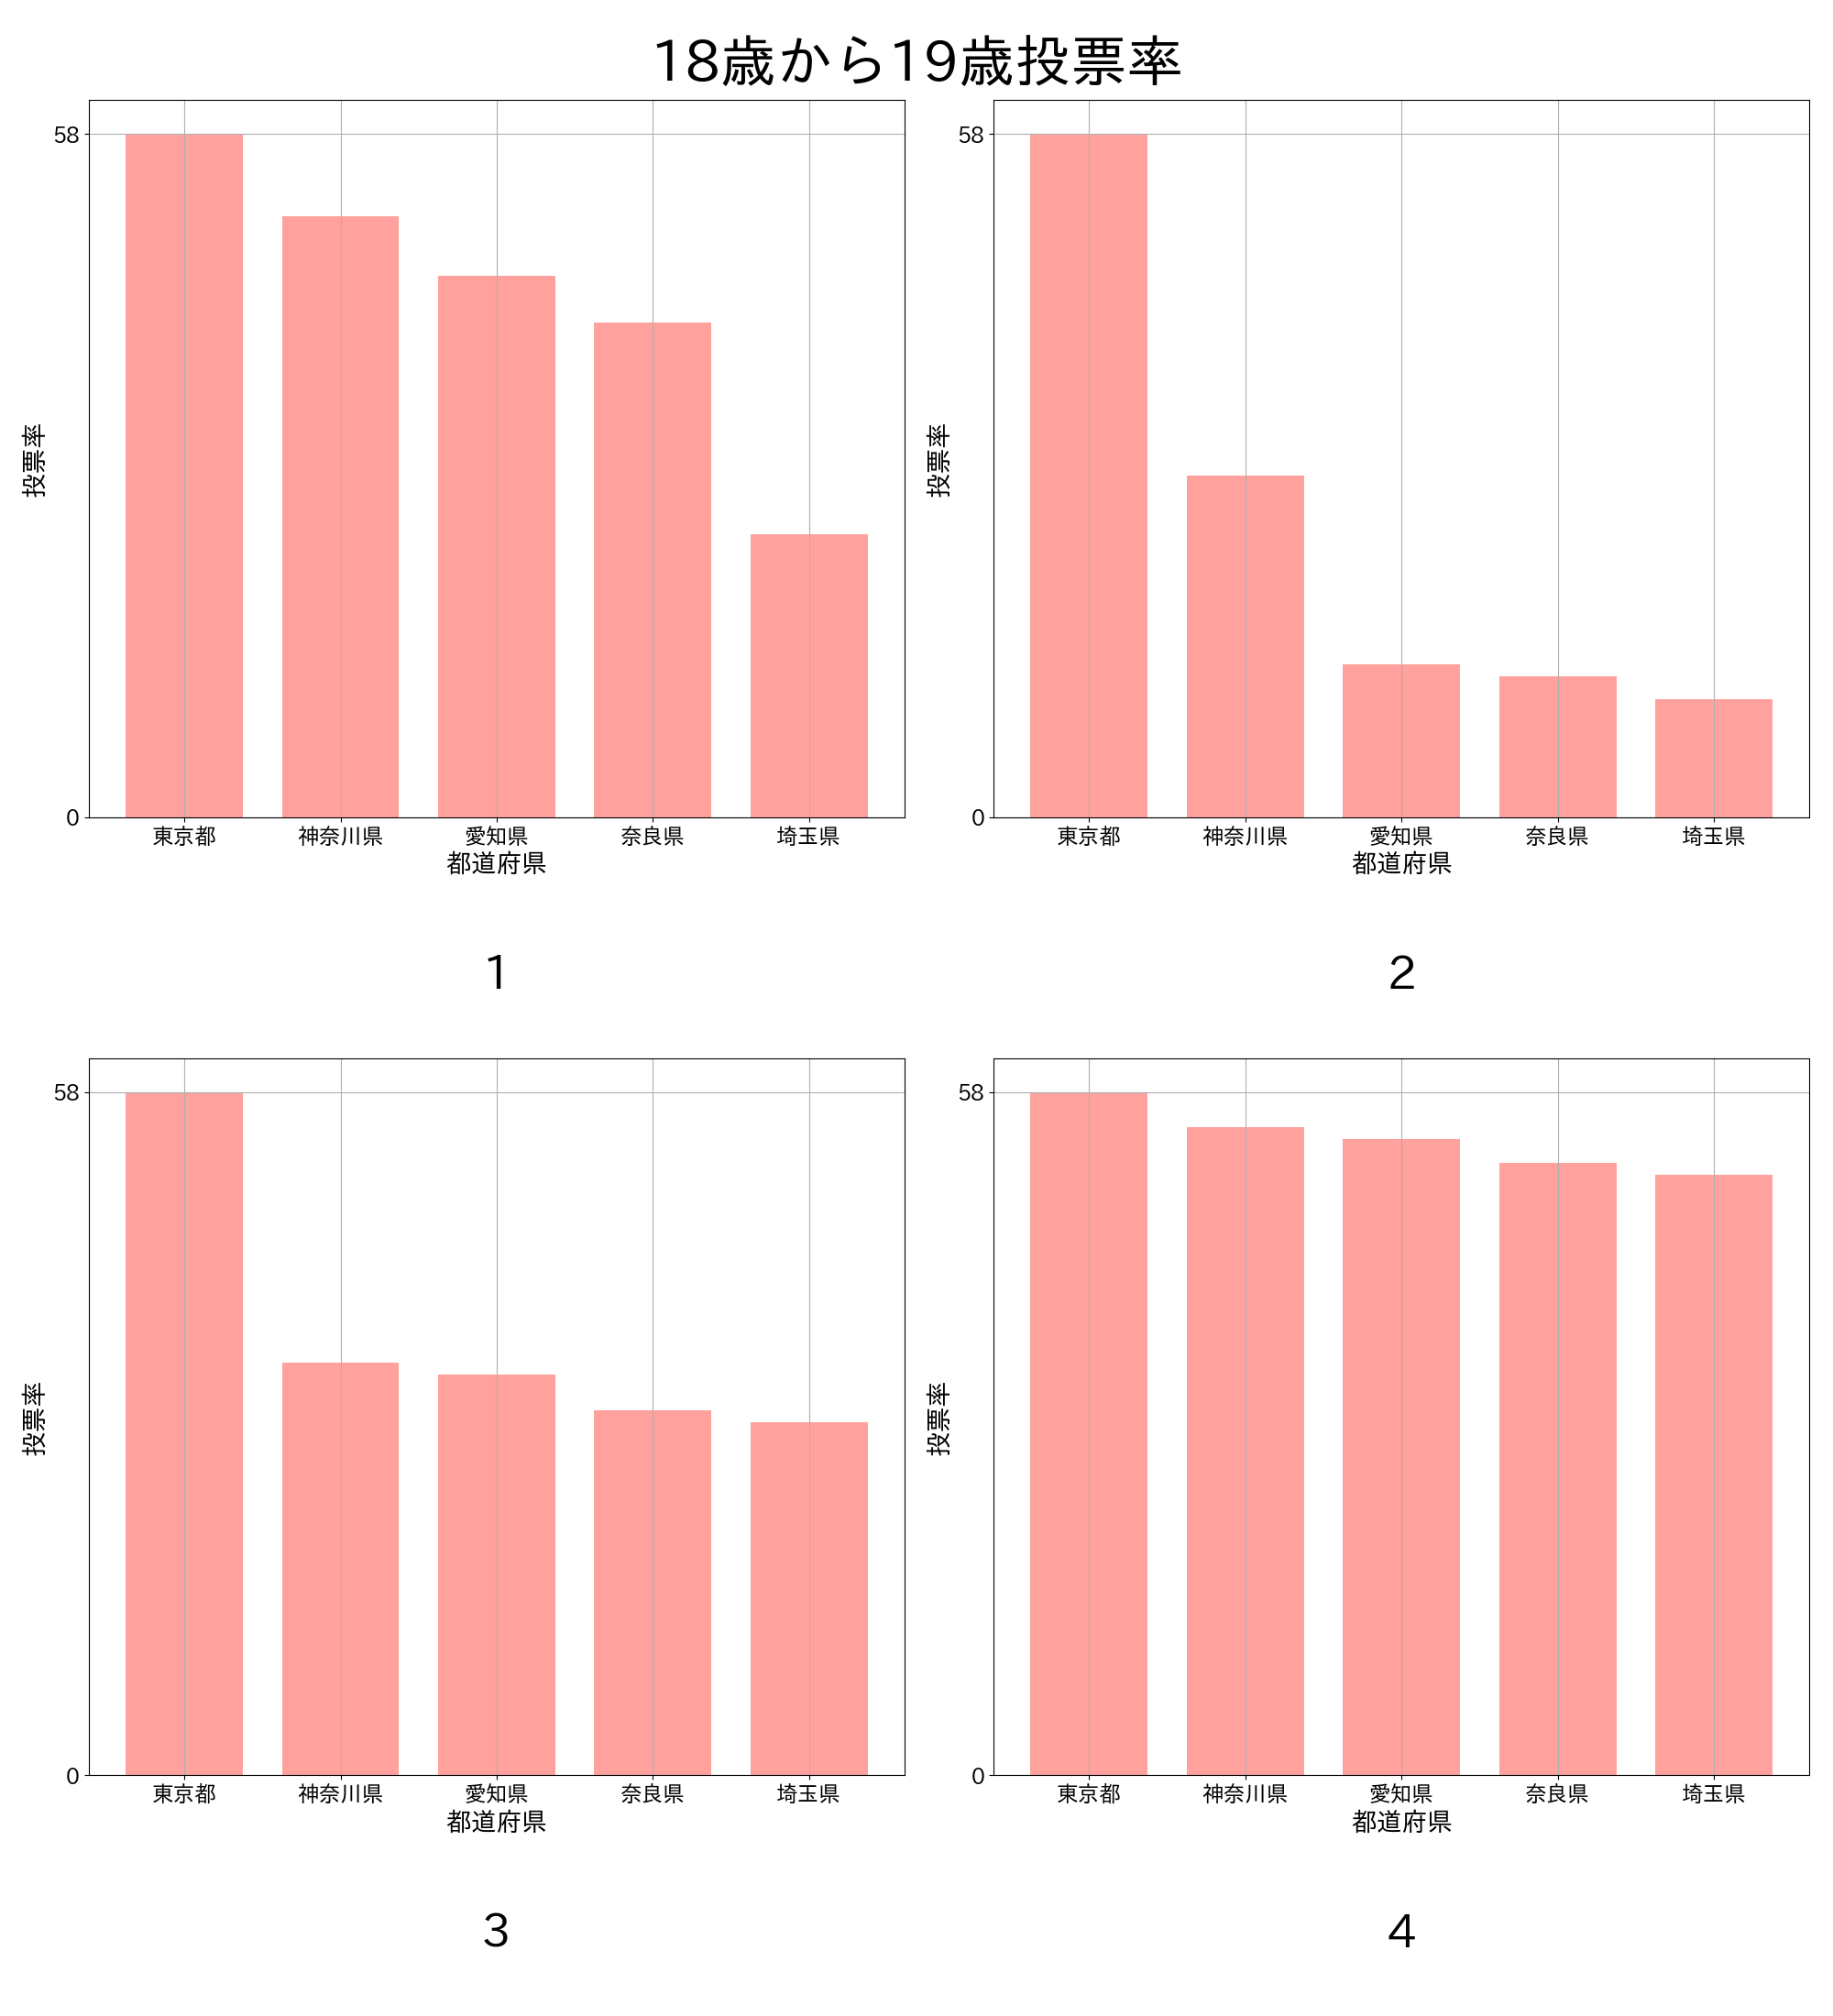 18歳から19歳投票率
58
0
投票率
東京都 神奈川県 愛知県 奈良県 埼玉県
都道府県
1
58
0
投票率
東京都 神奈川県 愛知県 奈良県 埼玉県
都道府県
2
58
0
投票率
東京都 神奈川県 愛知県 奈良県 埼玉県
都道府県
3
58
0
投票率
東京都 神奈川県 愛知県 奈良県 埼玉県
都道府県
4